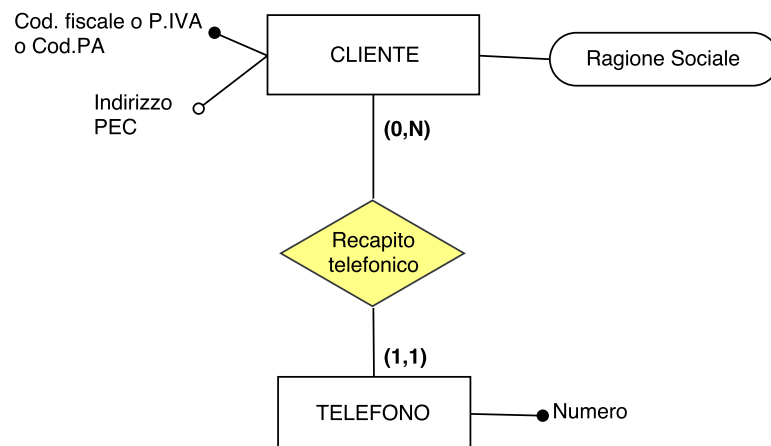 Cod. fiscale o P.IVA
o Cod.PA
CLIENTE
Ragione Sociale
Indirizzo
PEC
(0,N)
Recapito
telefonico
(1,1)
TELEFONO
Numero